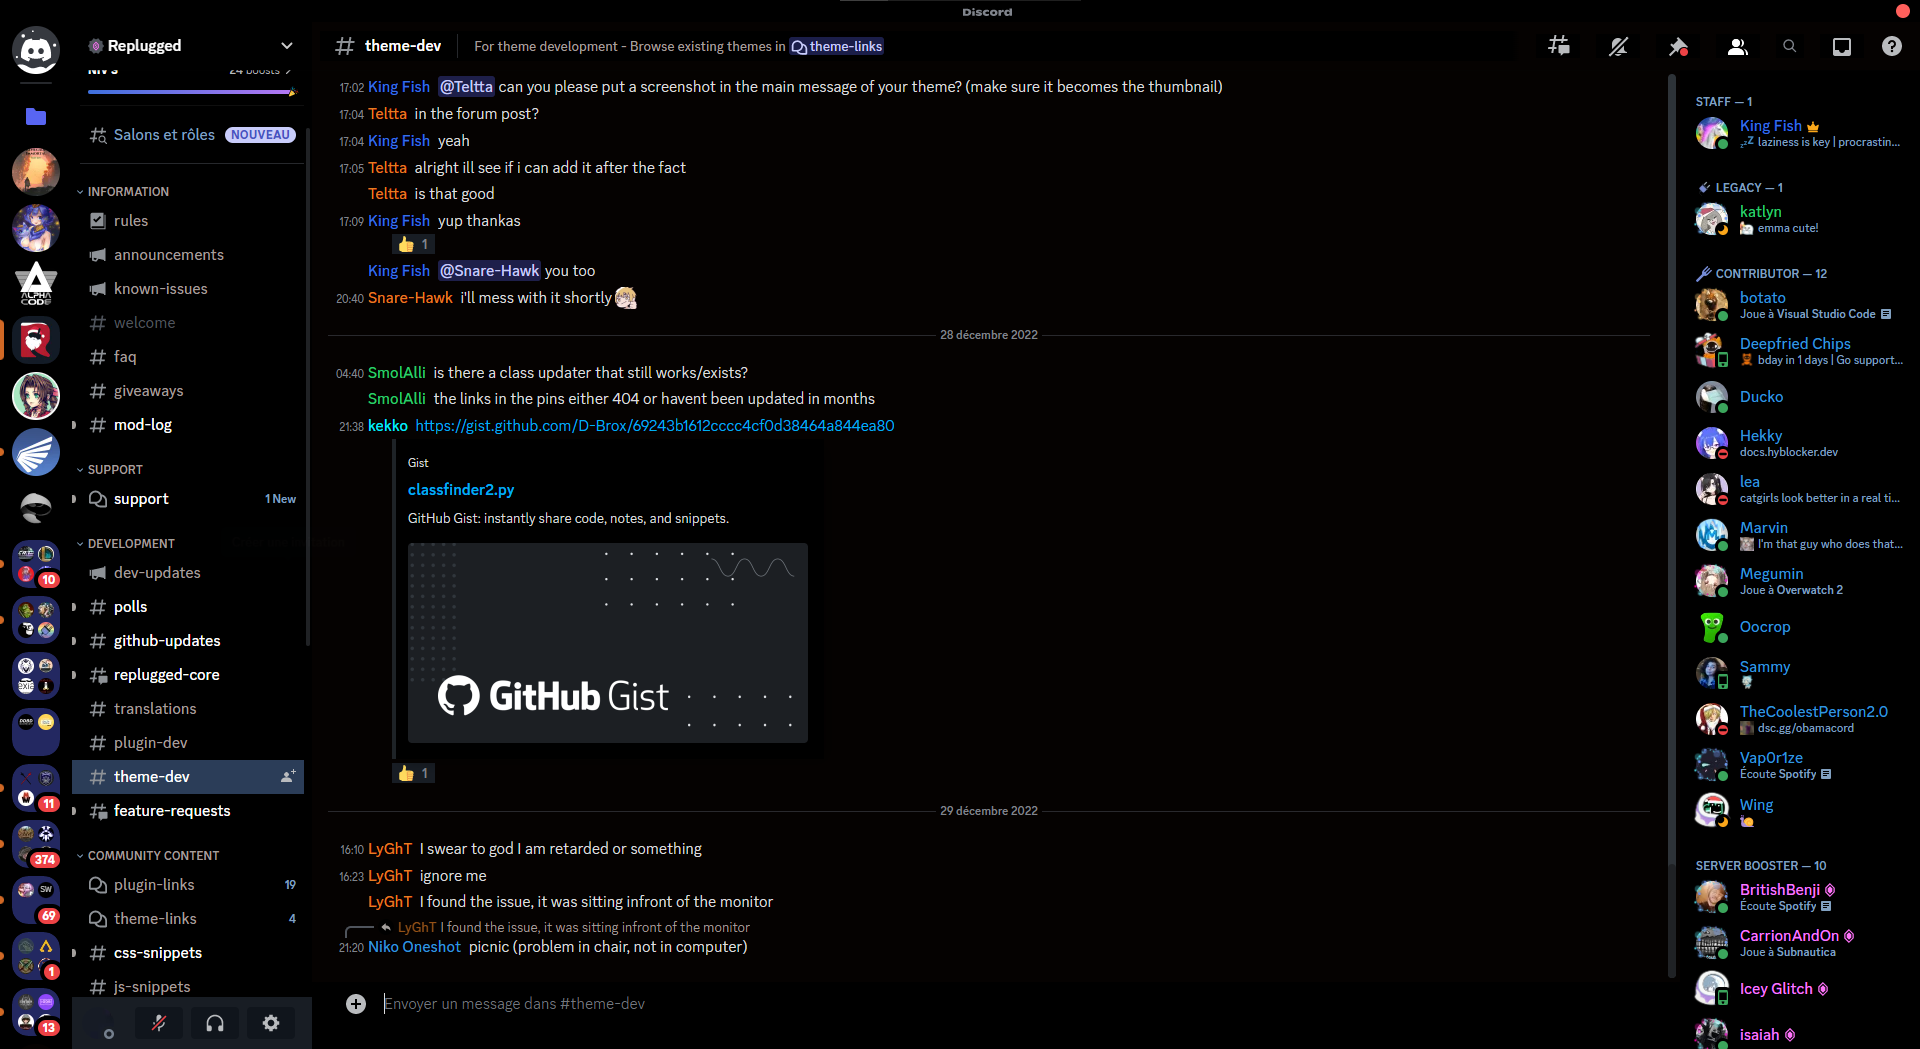 Discord
Replugged
24 boosts
Salons et rôles NOUVEAU
INFORMATION
rules
announcements
known-issues
welcome
faq
giveaways
mod-log
SUPPORT
support 1 New
DEVELOPMENT
dev-updates
polls
github-updates
replugged-core
translations
plugin-dev
theme-dev
feature-requests
COMMUNITY CONTENT
plugin-links 19
theme-links 4
css-snippets
js-snippets
ALPHA
CODE
10
11
374
SW
69
1
13
theme-dev For theme development - Browse existing themes in theme-links
17:02 King Fish @Teltta can you please put a screenshot in the main message of your theme? (make sure it becomes the thumbnail)
17:04 Teltta in the forum post?
17:04 King Fish yeah
17:05 Teltta alright ill see if i can add it after the fact
Teltta is that good
17:09 King Fish yup thankas
👍 1
King Fish @Snare-Hawk you too
20:40 Snare-Hawk i'll mess with it shortly
28 décembre 2022
04:40 SmolAlli is there a class updater that still works/exists?
SmolAlli the links in the pins either 404 or havent been updated in months
21:38 kekko https://gist.github.com/D-Brox/69243b1612cccc4cf0d38464a844ea80
Gist
classfinder2.py
GitHub Gist: instantly share code, notes, and snippets.
GitHub Gist
👍 1
29 décembre 2022
16:10 LyGhT I swear to god I am retarded or something
16:23 LyGhT ignore me
LyGhT I found the issue, it was sitting infront of the monitor
LyGhT I found the issue, it was sitting infront of the monitor
21:20 Niko Oneshot picnic (problem in chair, not in computer)
Envoyer un message dans #theme-dev
STAFF — 1
King Fish
laziness is key | procrastin...
LEGACY — 1
katlyn
emma cute!
CONTRIBUTOR — 12
botato
Joue à Visual Studio Code
Deepfried Chips
bday in 1 days | Go support...
Ducko
Hekky
docs.hyblocker.dev
lea
catgirls look better in a real ti...
Marvin
I'm that guy who does that...
Megumin
Joue à Overwatch 2
Oocrop
Sammy
TheCoolestPerson2.0
dsc.gg/obamacord
Vap0r1ze
Écoute Spotify
Wing
SERVER BOOSTER — 10
BritishBenji
Écoute Spotify
CarrionAndOn
Joue à Subnautica
Icey Glitch
isaiah